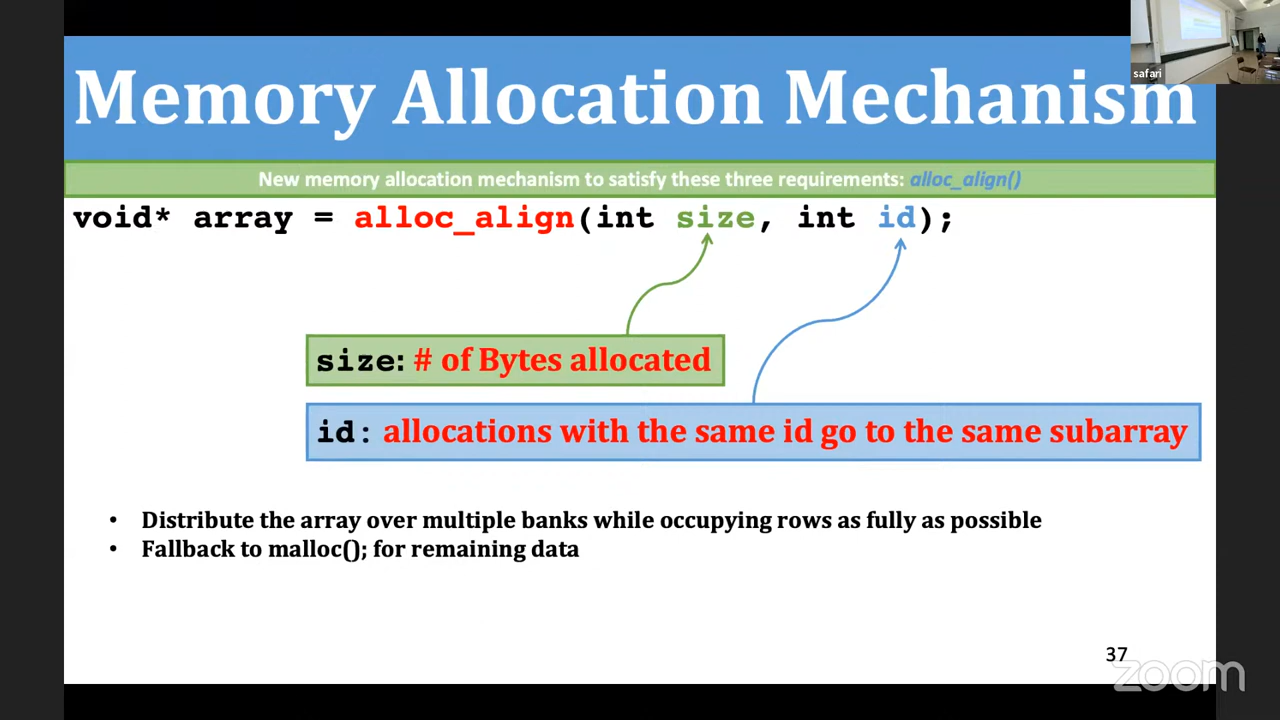 Memory Allocation Mechanism
safari
New memory allocation mechanism to satisfy these three requirements: alloc_align()
void* array = alloc_align(int size, int id);
size: # of Bytes allocated
id: allocations with the same id go to the same subarray
• Distribute the array over multiple banks while occupying rows as fully as possible
• Fallback to malloc(); for remaining data
37
zoom